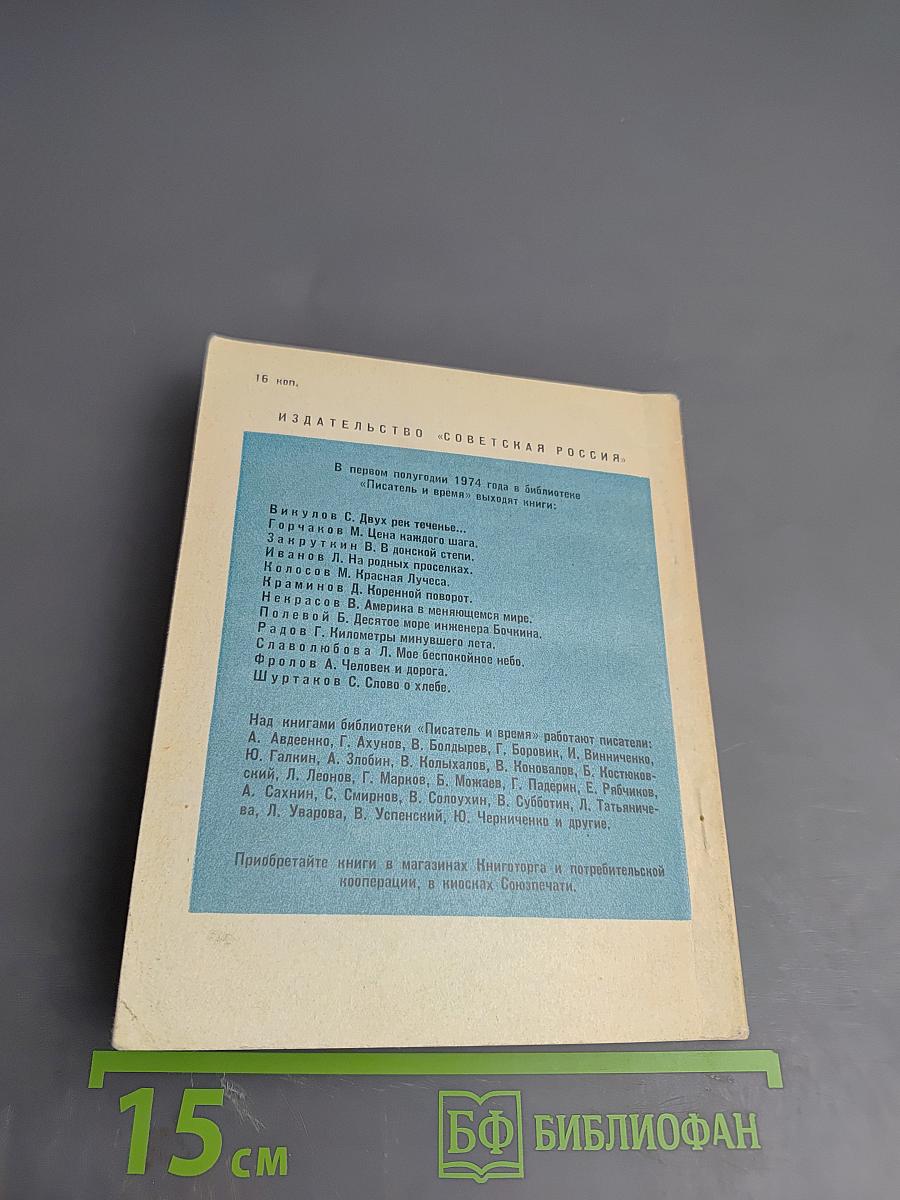 16 коп.
ИЗДАТЕЛЬСТВО «СОВЕТСКАЯ РОССИЯ»
В первом полугодии 1974 года в библиотеке
«Писатель и время» выходят книги:
Викулов С. Двух рек теченье...
Горчаков М. Цена каждого шага.
Закруткин В. В донской степи.
Иванов Л. На родных проселках.
Колосов М. Красная Лучеса.
Краминов Д. Коренной поворот.
Некрасов В. Америка в меняющемся мире.
Полевой Б. Десятое море инженера Бочкина.
Радов Г. Километры минувшего лета.
Славолюбова Л. Мое беспокойное небо.
Фролов А. Человек и дорога.
Шуртаков С. Слово о хлебе.
Над книгами библиотеки «Писатель и время» работают писатели:
А. Авдеенко, Г. Ахунов, В. Болдырев, Г. Боровик, И. Винниченко,
Ю. Галкин, А. Злобин, В. Колыхалов, В. Коновалов, Б. Костюков-
ский, Л. Леонов, Г. Марков, Б. Можаев, Г. Падерин, Е. Рябчиков,
А. Сахнин, С. Смирнов, В. Солоухин, В. Субботин, Л. Татьяниче-
ва, Л. Уварова, В. Успенский, Ю. Черниченко и другие.
Приобретайте книги в магазинах Книготорга и потребительской
кооперации, в киосках Союзпечати.
15 см
БФ БИБЛИОФАН